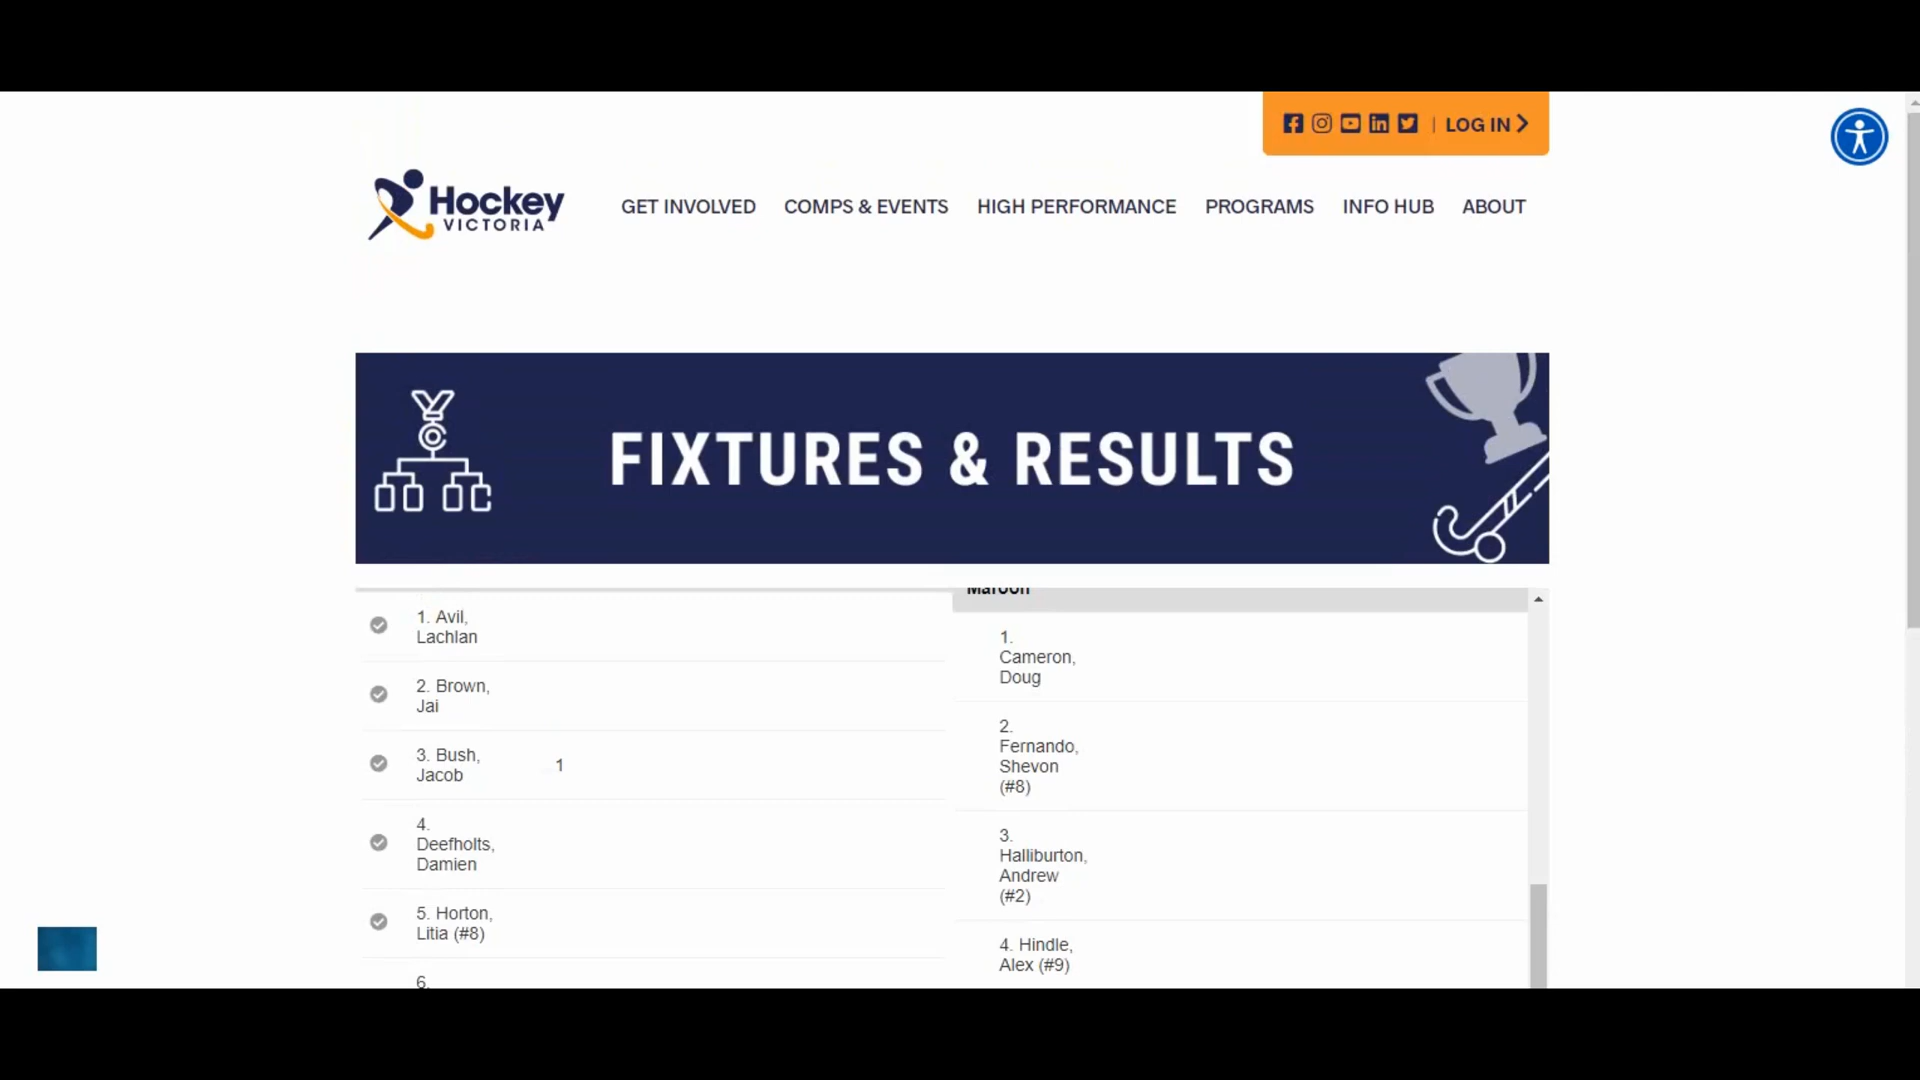 LOG IN
Hockey
VICTORIA
GET INVOLVED
COMPS & EVENTS
HIGH PERFORMANCE
PROGRAMS
INFO HUB
ABOUT
FIXTURES & RESULTS
1. Avil,
Lachlan
2. Brown,
Jai
3. Bush,
Jacob
1
4.
Deefholts,
Damien
5. Horton,
Litia (#8)
6.
Maroon
1.
Cameron,
Doug
2.
Fernando,
Shevon
(#8)
3.
Halliburton,
Andrew
(#2)
4. Hindle,
Alex (#9)